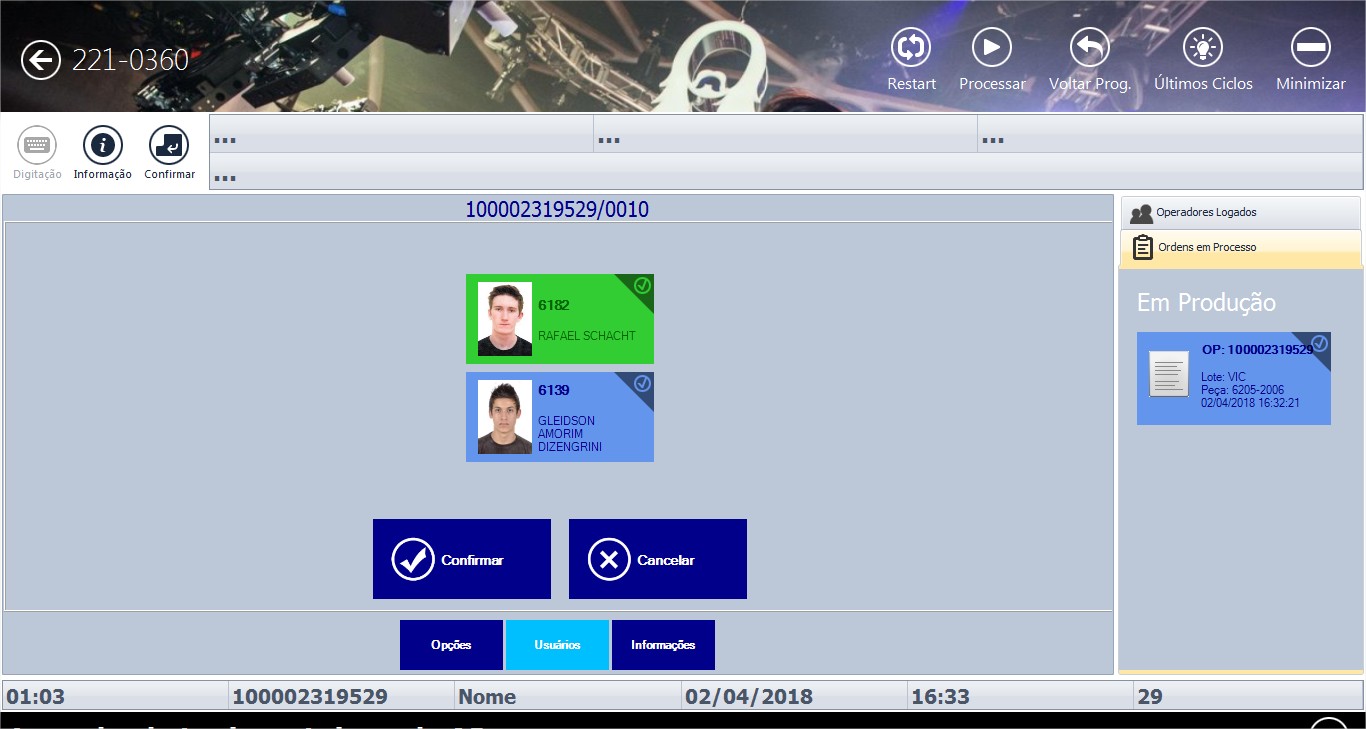 221-0360
Restart
Processar
Voltar Prog.
Últimos Ciclos
Minimizar
Digitação
Informação
Confirmar
...
...
...
...
100002319529/0010
6182
RAFAEL SCHACHT
6139
GLEIDSON
AMORIM
DIZENGRINI
Confirmar
Cancelar
Opções
Usuários
Informações
Operadores Logados
Ordens em Processo
Em Produção
OP: 100002319529
Lote: VIC
Peça: 6205-2006
02/04/2018 16:32:21
01:03
100002319529
Nome
02/04/2018
16:33
29